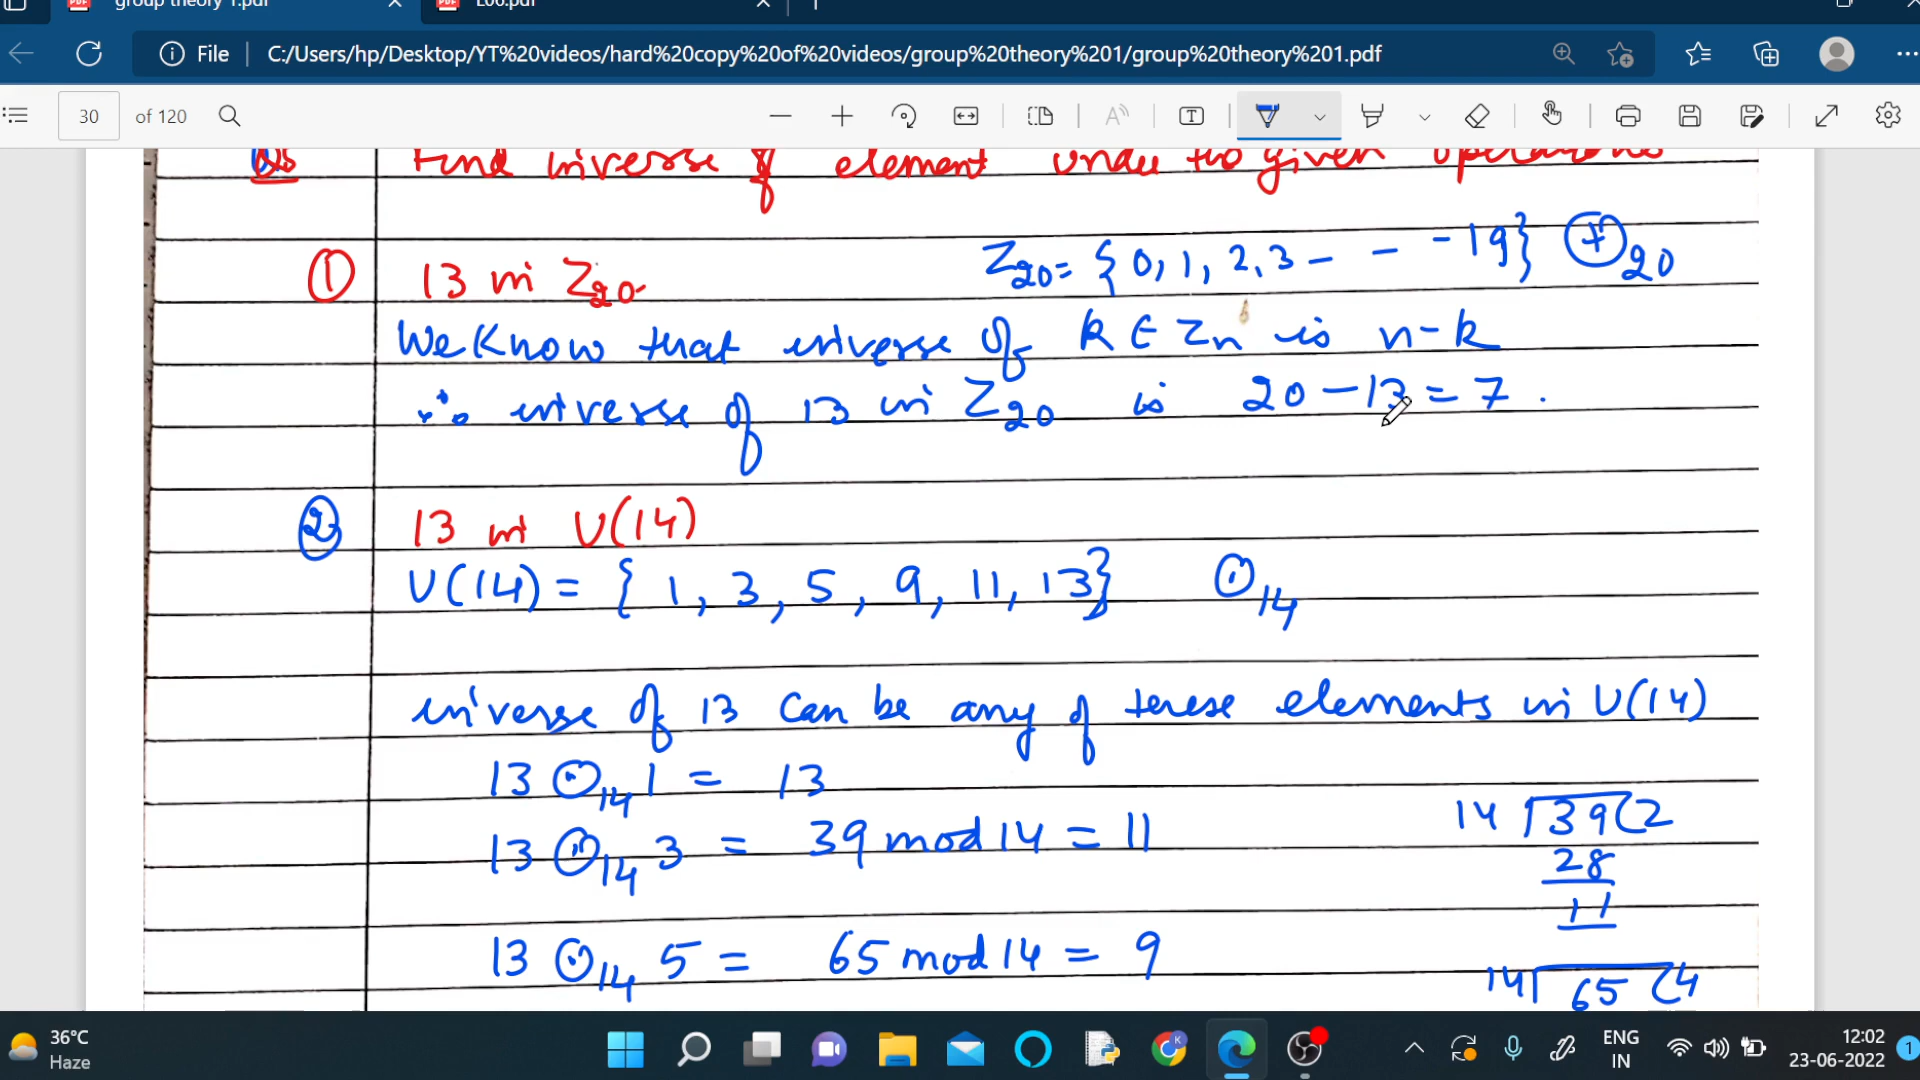 group theory 1.pdf
L06.pdf
File
C:/Users/hp/Desktop/YT%20videos/hard%20copy%20of%20videos/group%20theory%201/group%20theory%201.pdf
30 of 120
Find inverse of element under the given operations
① 13 in Z20. Z20 = {0, 1, 2, 3 - - - 19} ⊕20
We Know that inverse of k ∈ Zn is n-k
∴ inverse of 13 in Z20 is 20 - 13 = 7.
② 13 in U(14)
U(14) = { 1, 3, 5, 9, 11, 13} ⊙14
inverse of 13 can be any of these elements in U(14)
13 ⊙14 1 = 13
13 ⊙14 3 = 39 mod 14 = 11
14 39 2
28
11
13 ⊙14 5 = 65 mod 14 = 9
14 65 4
36°C
Haze
ENG
IN
12:02
23-06-2022
1